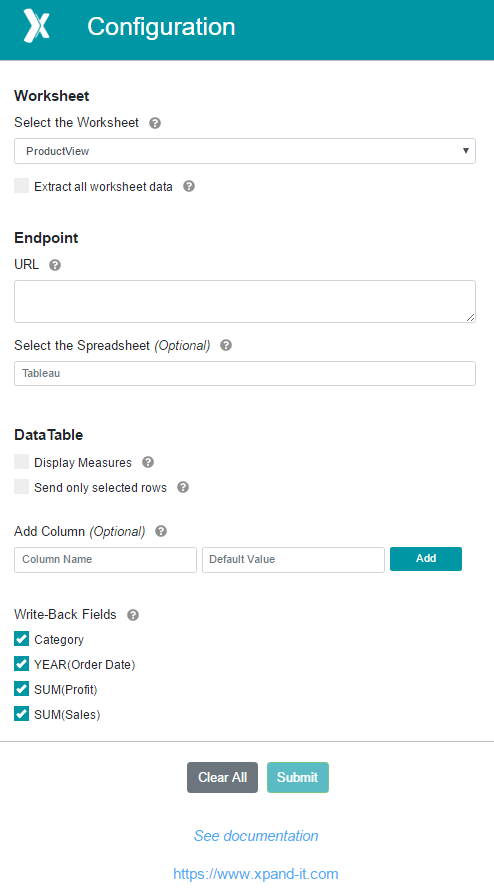 Configuration
Worksheet
Select the Worksheet ?
ProductView
Extract all worksheet data ?
Endpoint
URL ?
Select the Spreadsheet (Optional) ?
Tableau
DataTable
Display Measures ?
Send only selected rows ?
Add Column (Optional) ?
Column Name Default Value Add
Write-Back Fields ?
Category
YEAR(Order Date)
SUM(Profit)
SUM(Sales)
Clear All Submit
See documentation
https://www.xpand-it.com